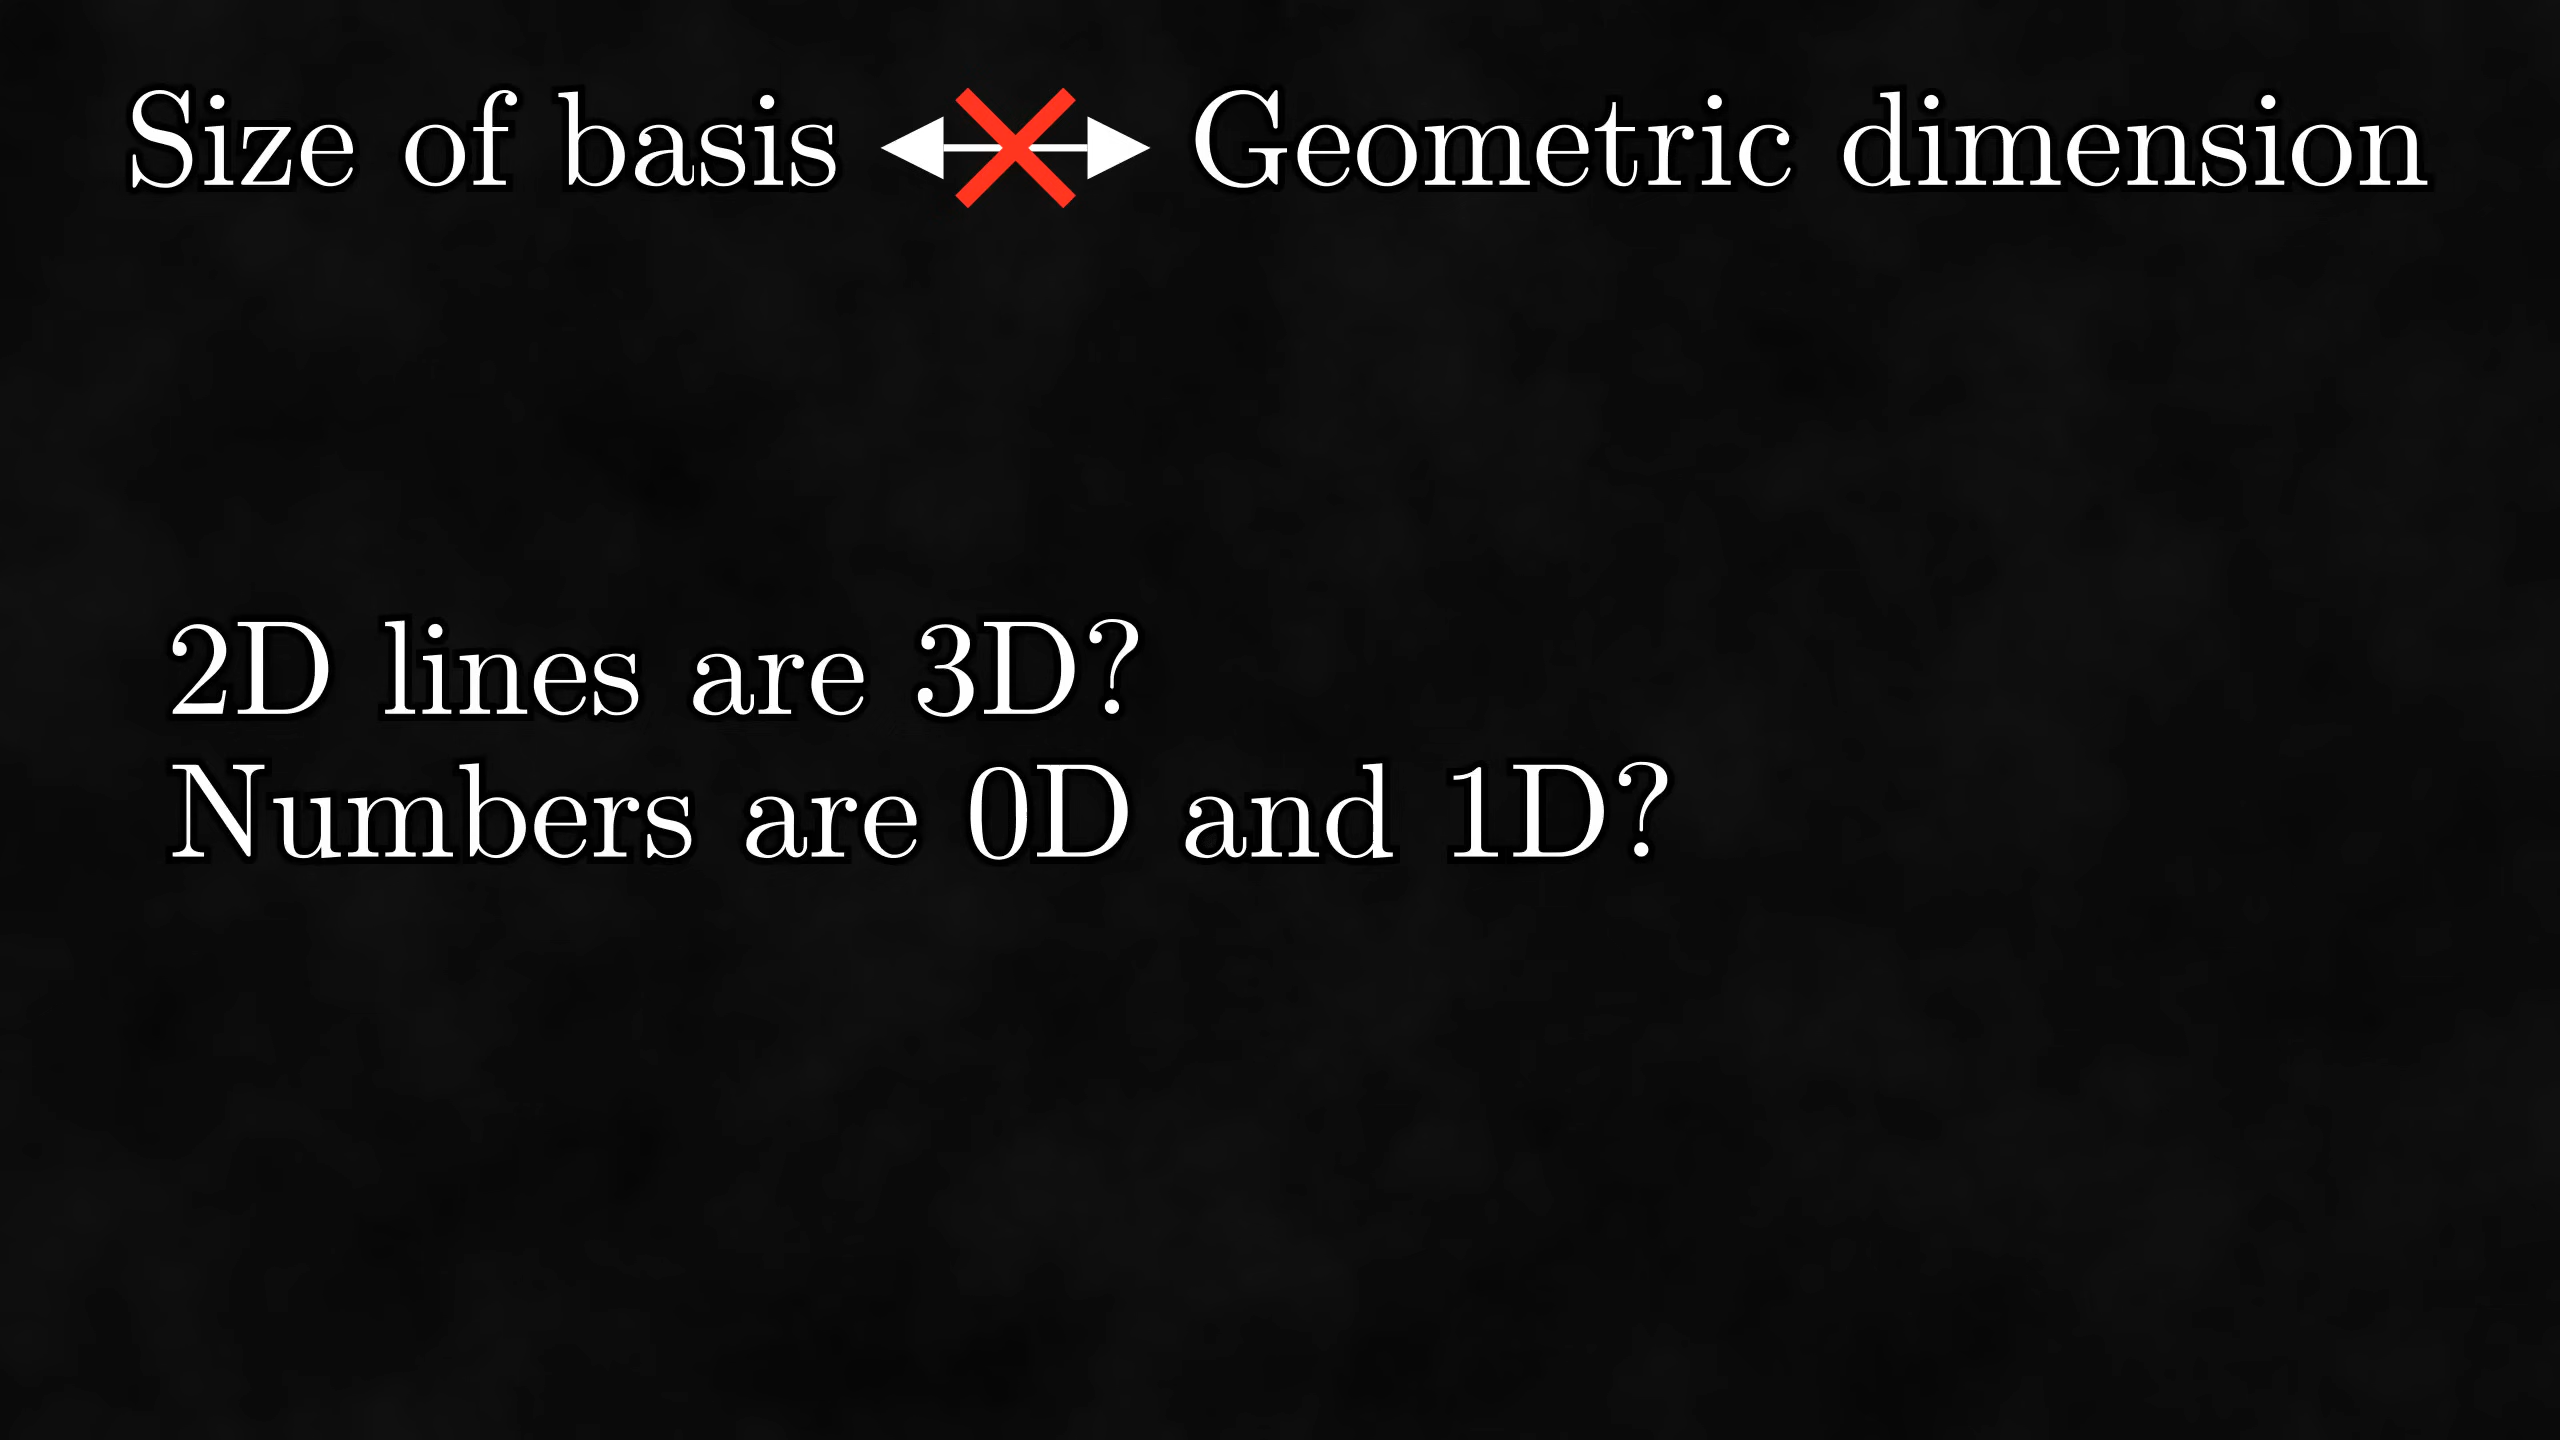 Size of basis Geometric dimension
2D lines are 3D?
Numbers are 0D and 1D?